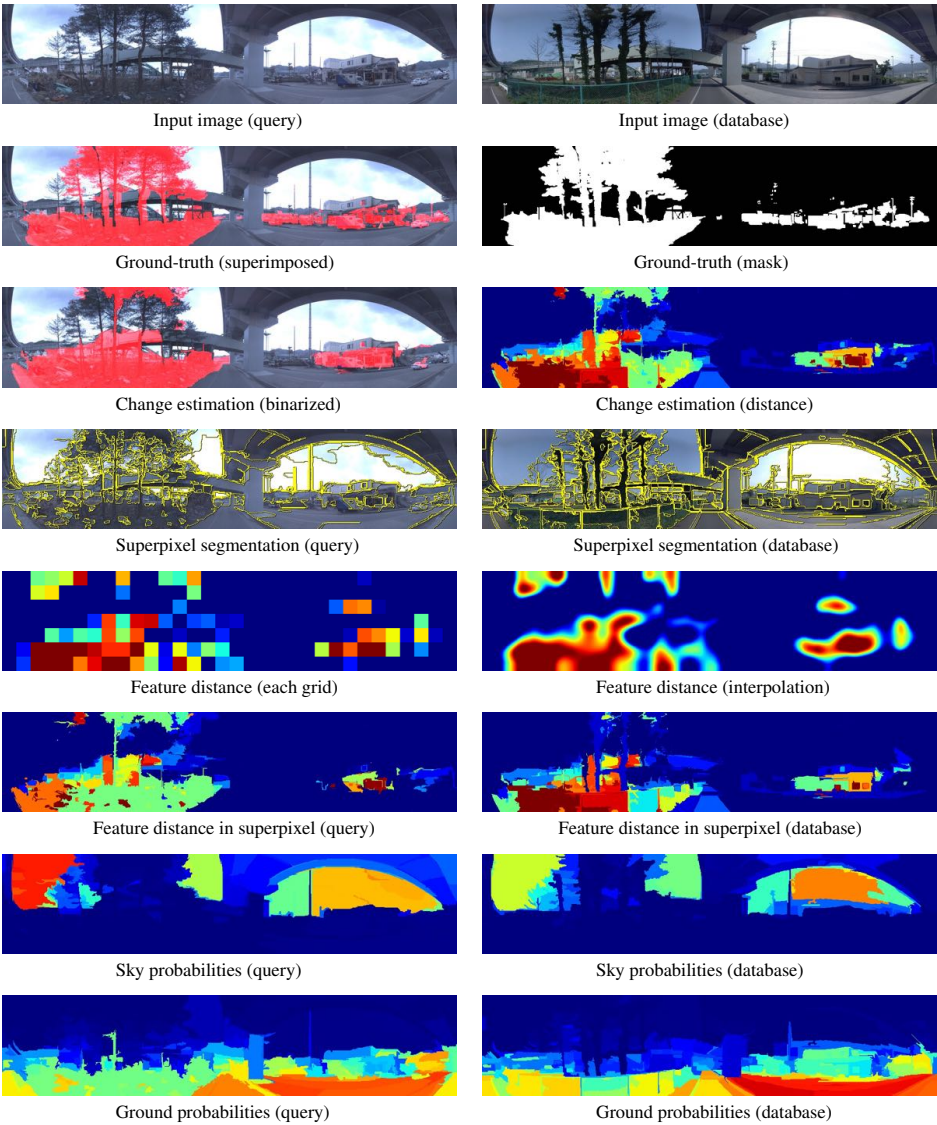 Input image (query)
Input image (database)
Ground-truth (superimposed)
Ground-truth (mask)
Change estimation (binarized)
Change estimation (distance)
Superpixel segmentation (query)
Superpixel segmentation (database)
Feature distance (each grid)
Feature distance (interpolation)
Feature distance in superpixel (query)
Feature distance in superpixel (database)
Sky probabilities (query)
Sky probabilities (database)
Ground probabilities (query)
Ground probabilities (database)